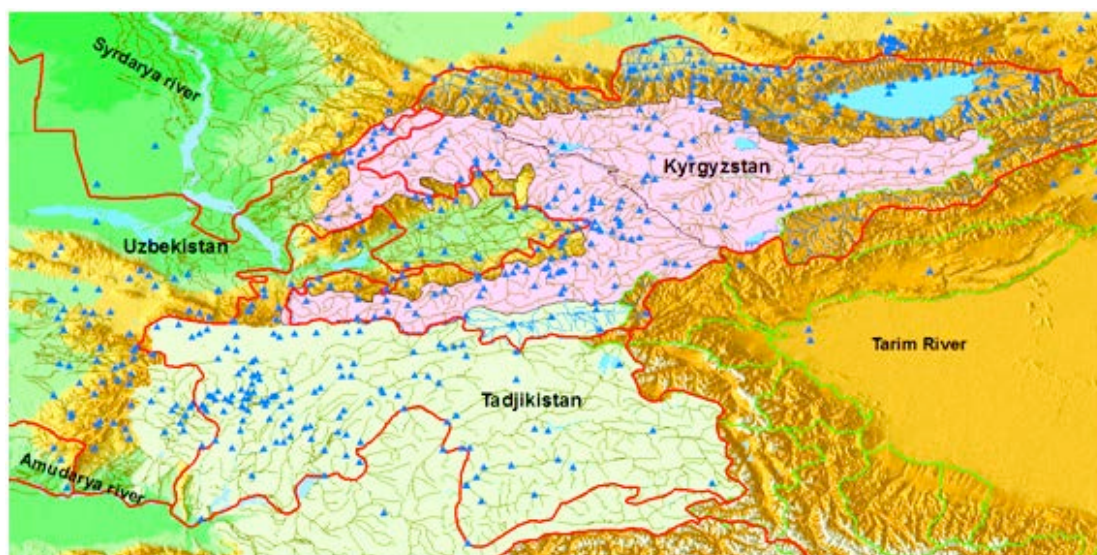 Syrdarya river
Kyrgyzstan
Uzbekistan
Tarim River
Tadjikistan
Amudarya river